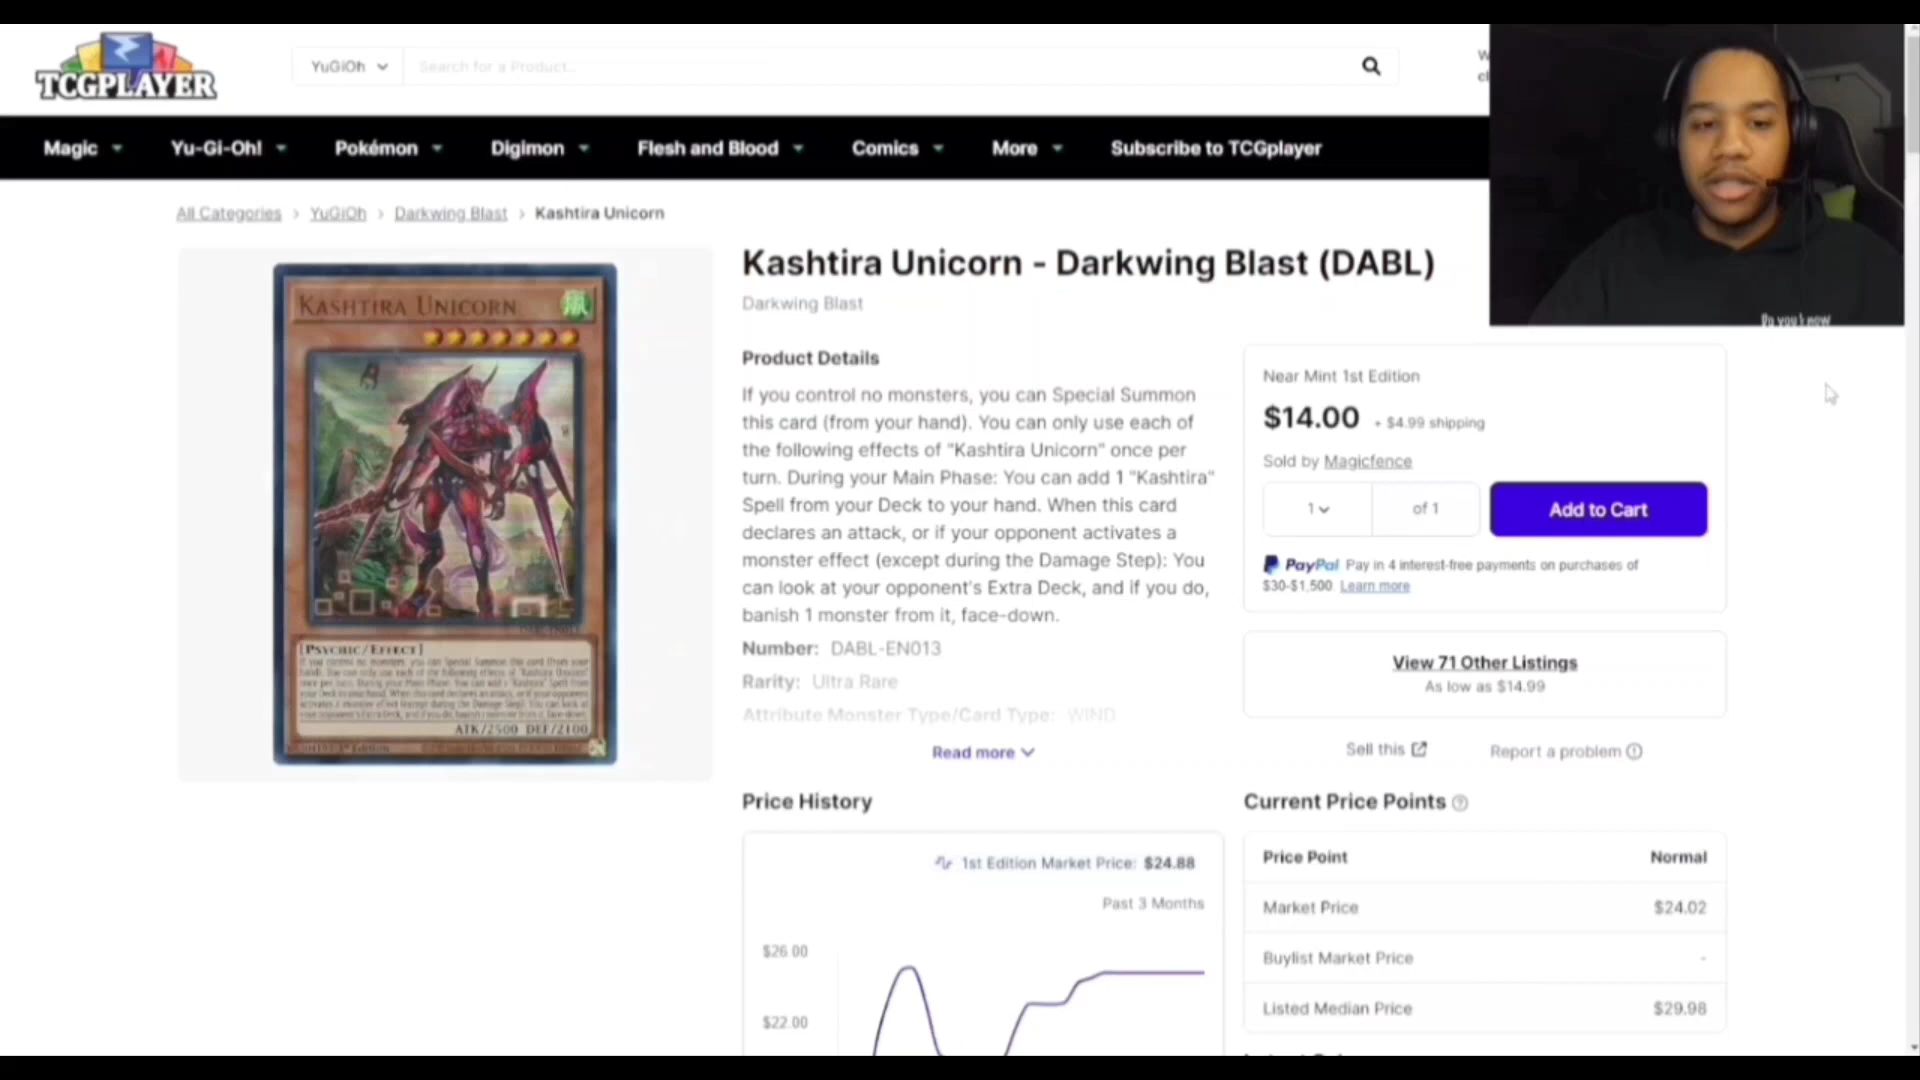 TCGPLAYER
YuGiOh
Search for a Product...
Magic
Yu-Gi-Oh!
Pokémon
Digimon
Flesh and Blood
Comics
More
Subscribe to TCGplayer
All Categories > YuGiOh > Darkwing Blast > Kashtira Unicorn
KASHTIRA UNICORN
[PSYCHIC/EFFECT]
ATK/2500 DEF/2100
Kashtira Unicorn - Darkwing Blast (DABL)
Darkwing Blast
Product Details
If you control no monsters, you can Special Summon
this card (from your hand). You can only use each of
the following effects of "Kashtira Unicorn" once per
turn. During your Main Phase: You can add 1 "Kashtira"
Spell from your Deck to your hand. When this card
declares an attack, or if your opponent activates a
monster effect (except during the Damage Step): You
can look at your opponent's Extra Deck, and if you do,
banish 1 monster from it, face-down.
Number: DABL-EN013
Rarity: Ultra Rare
Attribute Monster Type/Card Type: WIND
Read more
Near Mint 1st Edition
$14.00 + $4.99 shipping
Sold by Magicfence
1
of 1
Add to Cart
PayPal Pay in 4 interest-free payments on purchases of
$30-$1,500. Learn more
View 71 Other Listings
As low as $14.99
Sell this
Report a problem
Price History
1st Edition Market Price: $24.88
Past 3 Months
$26.00
$22.00
Current Price Points
Price Point Normal
Market Price $24.02
Buylist Market Price -
Listed Median Price $29.98